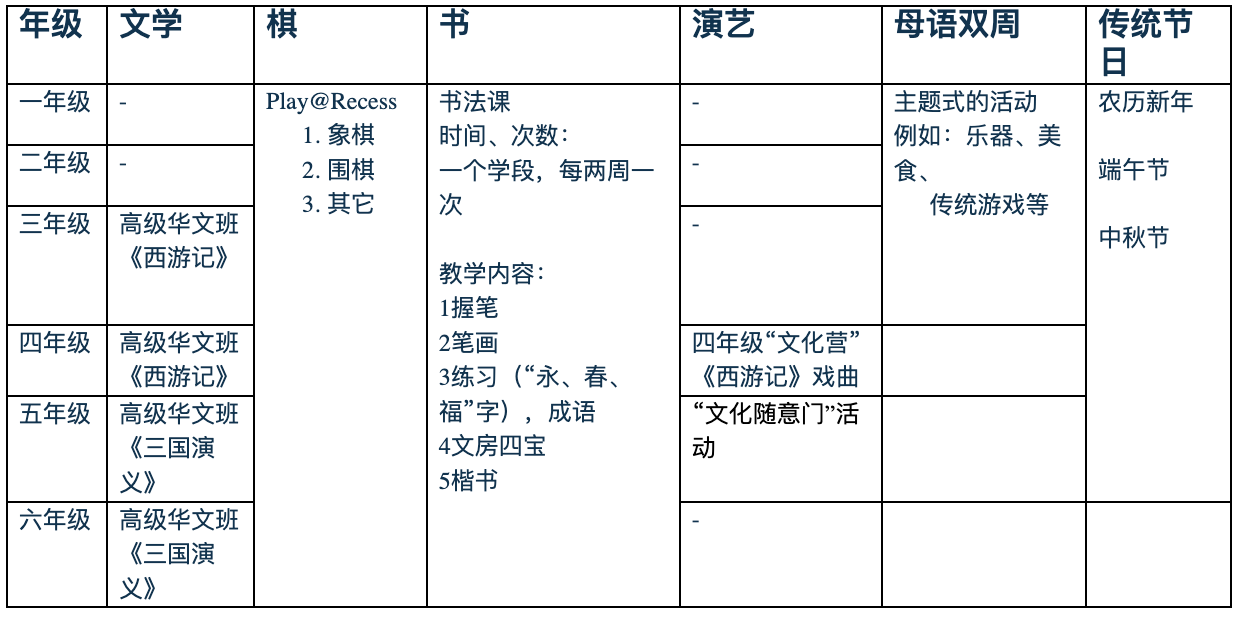 年级 文学 棋 书 演艺 母语双周 传统节
日
一年级 - Play@Recess
1. 象棋
2. 围棋
3. 其它
书法课
时间、次数：
一个学段，每两周一
次
教学内容：
1握笔
2笔画
3练习（“永、春、
福”字），成语
4文房四宝
5楷书
-
主题式的活动
例如：乐器、美
食、
传统游戏等
农历新年
端午节
中秋节
二年级 - -
三年级 高级华文班
《西游记》
-
四年级 高级华文班
《西游记》
四年级“文化营”
《西游记》戏曲
五年级 高级华文班
《三国演
义》
“文化随意门”活
动
六年级 高级华文班
《三国演
义》
-